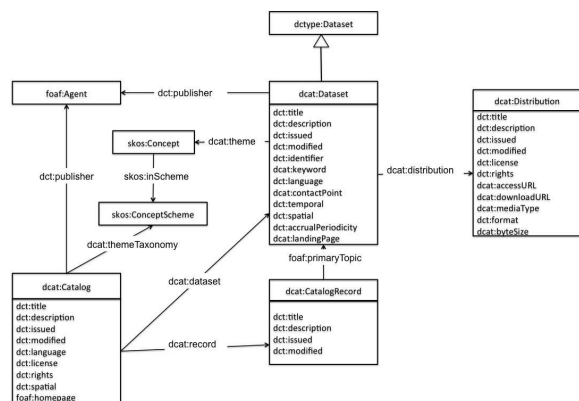 dctype:Dataset
foaf:Agent
dct:publisher
dcat:Dataset
dct:title
dct:description
dct:issued
dct:modified
dct:identifier
dcat:keyword
dct:language
dcat:contactPoint
dct:temporal
dct:spatial
dct:accrualPeriodicity
dcat:landingPage
dcat:Distribution
dct:title
dct:description
dct:issued
dct:modified
dct:license
dct:rights
dcat:accessURL
dcat:downloadURL
dcat:mediaType
dct:format
dcat:byteSize
skos:Concept
dcat:theme
dcat:distribution
dct:publisher
skos:inScheme
skos:ConceptScheme
dcat:themeTaxonomy
foaf:primaryTopic
dcat:dataset
dcat:Catalog
dct:title
dct:description
dct:issued
dct:modified
dct:language
dct:license
dct:rights
dct:spatial
foaf:homepage
dcat:record
dcat:CatalogRecord
dct:title
dct:description
dct:issued
dct:modified